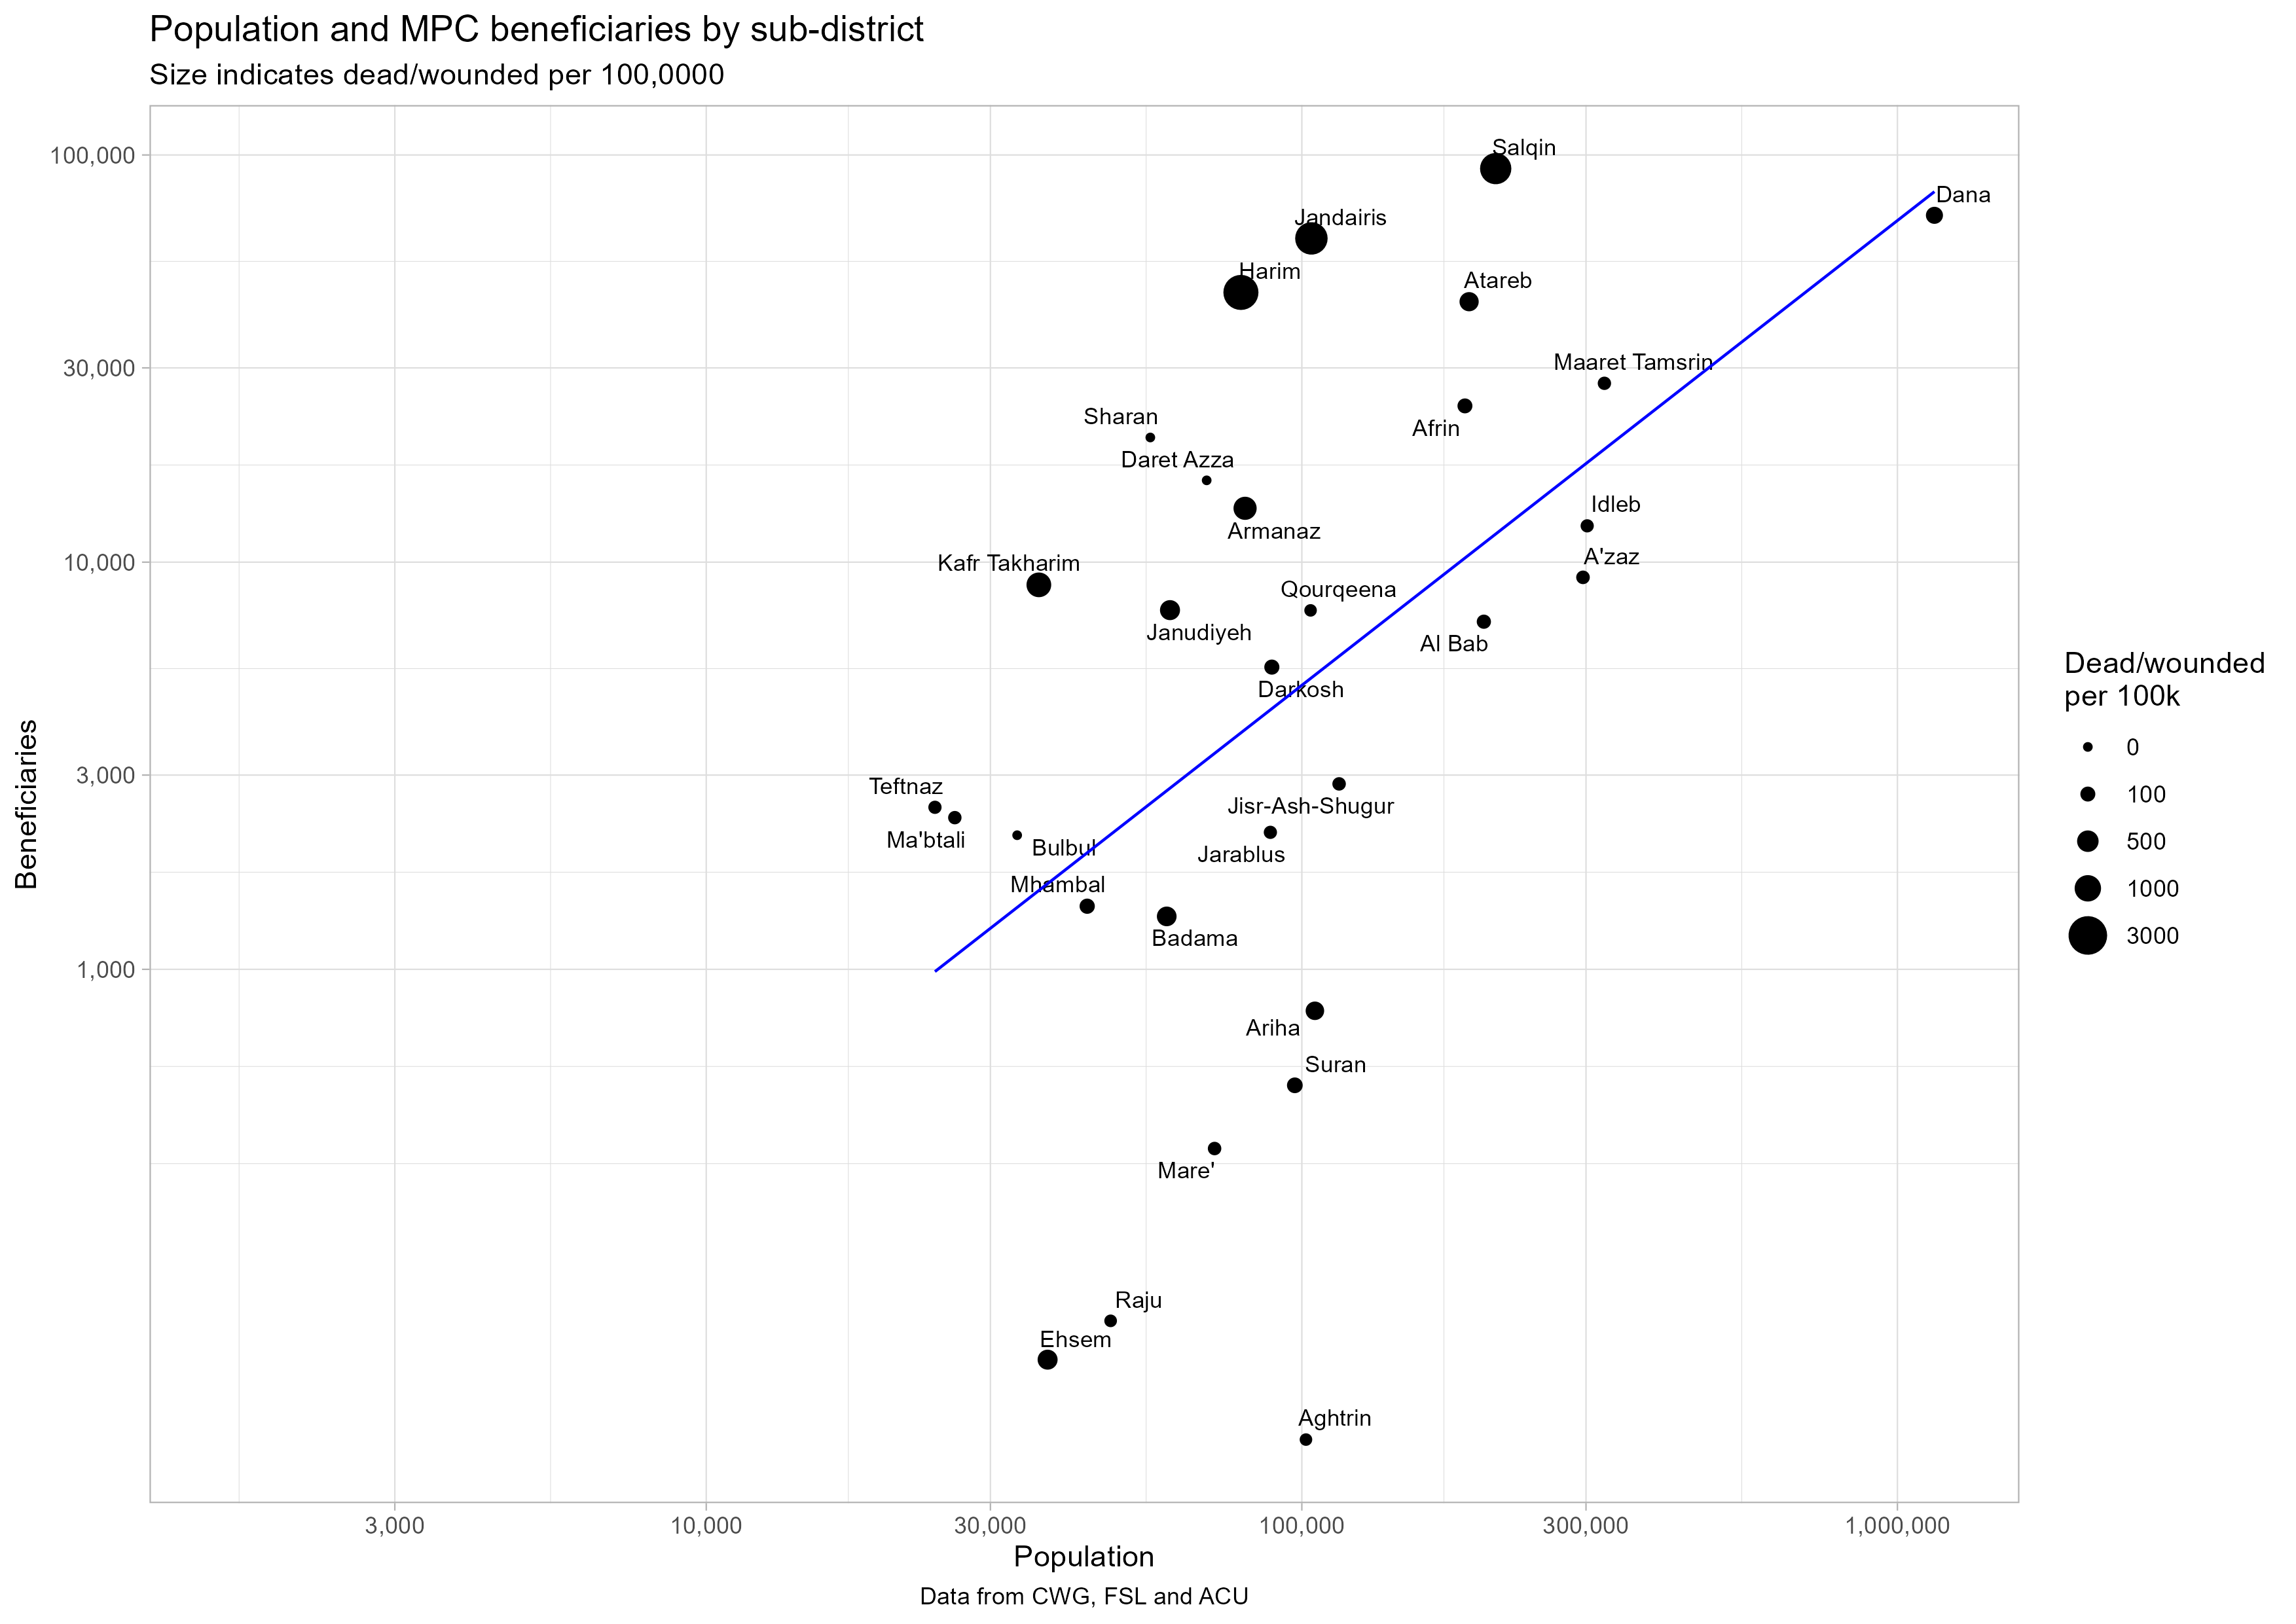 Population and MPC beneficiaries by sub-district
Size indicates dead/wounded per 100,0000
100,000
30,000
10,000
3,000
1,000
Beneficiaries
Salqin
Dana
Jandairis
Harim
Atareb
Maaret Tamsrin
Sharan
Afrin
Daret Azza
Idleb
Armanaz
A'zaz
Kafr Takharim
Qourqeena
Janudiyeh
Al Bab
Darkosh
Teftnaz
Jisr-Ash-Shugur
Ma'btali
Bulbul
Jarablus
Mhambal
Badama
Ariha
Suran
Mare'
Raju
Ehsem
Aghtrin
Dead/wounded
per 100k
0
100
500
1000
3000
3,000
10,000
30,000
100,000
300,000
1,000,000
Population
Data from CWG, FSL and ACU